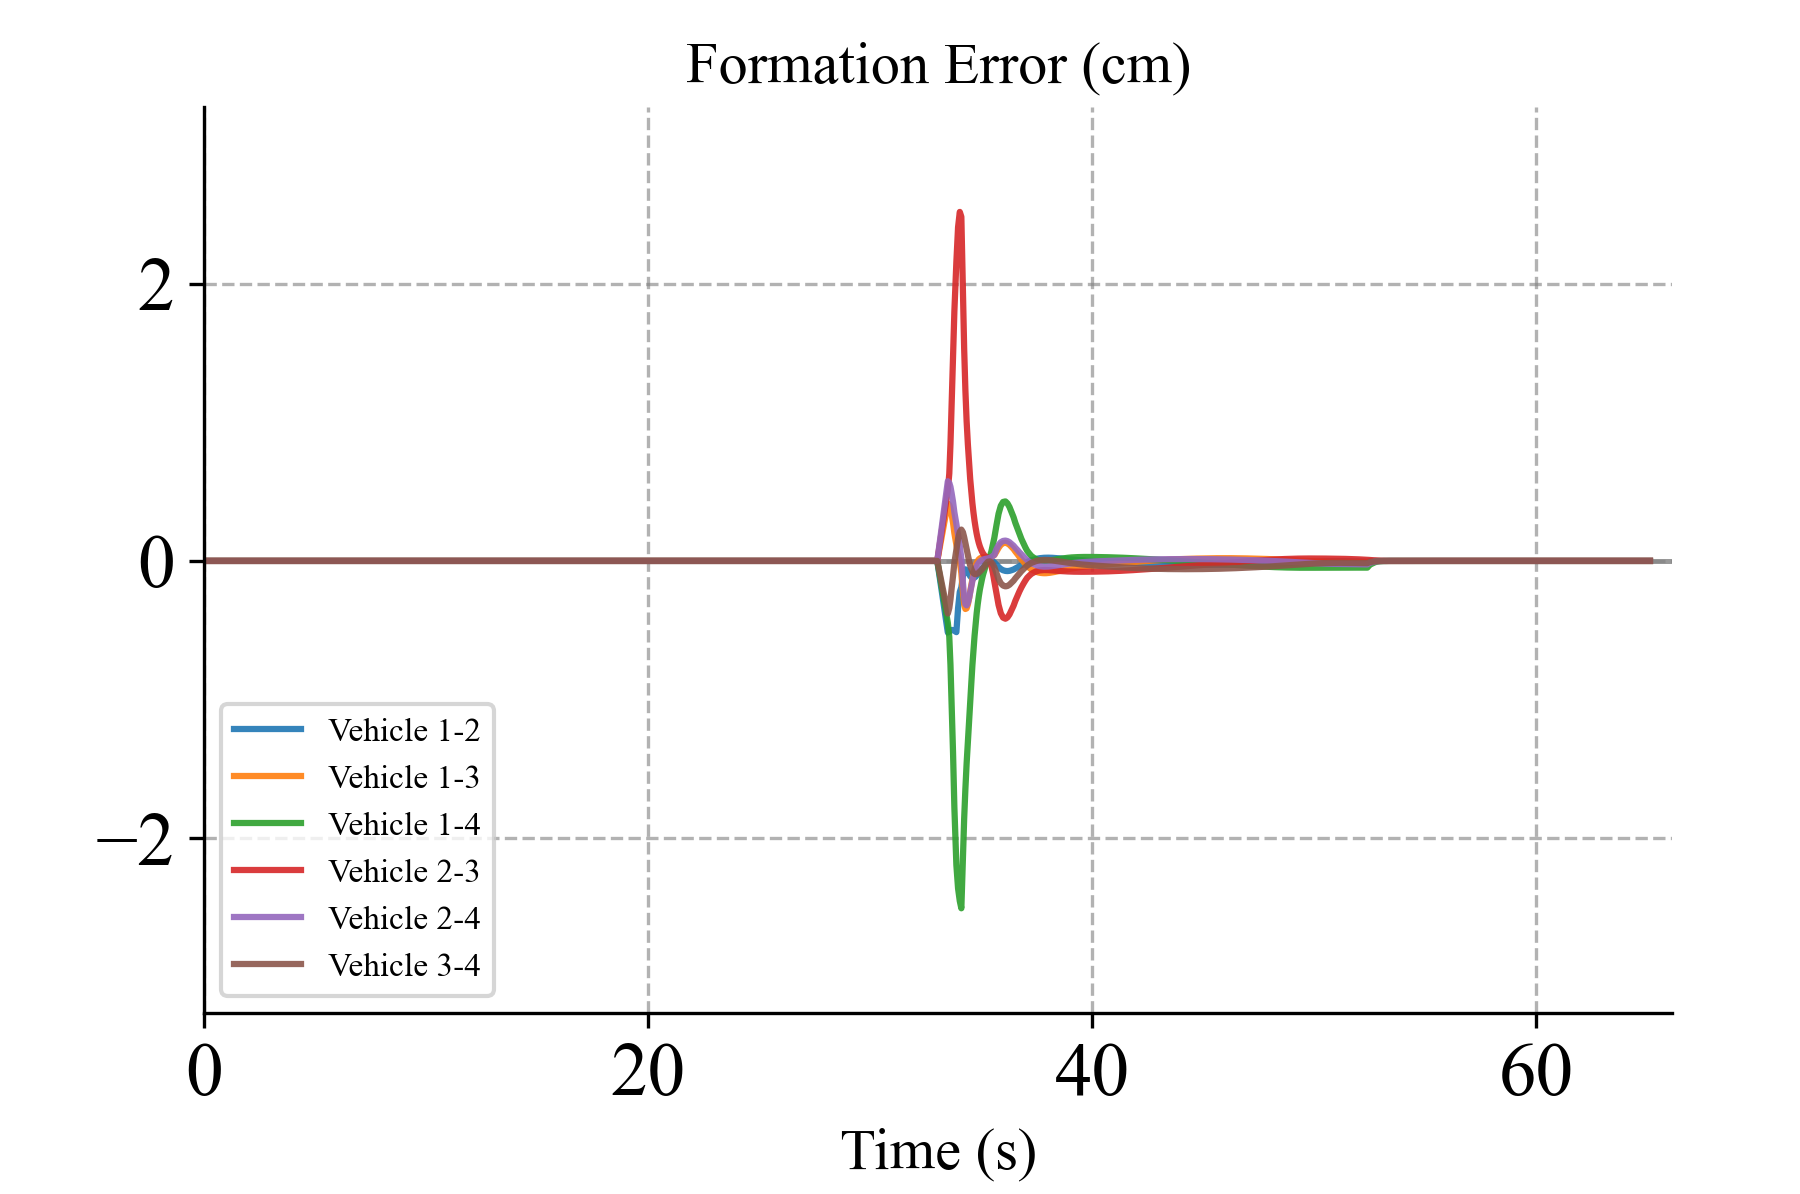 Formation Error (cm)
2
0
−2
Vehicle 1-2
Vehicle 1-3
Vehicle 1-4
Vehicle 2-3
Vehicle 2-4
Vehicle 3-4
0 20 40 60
Time (s)